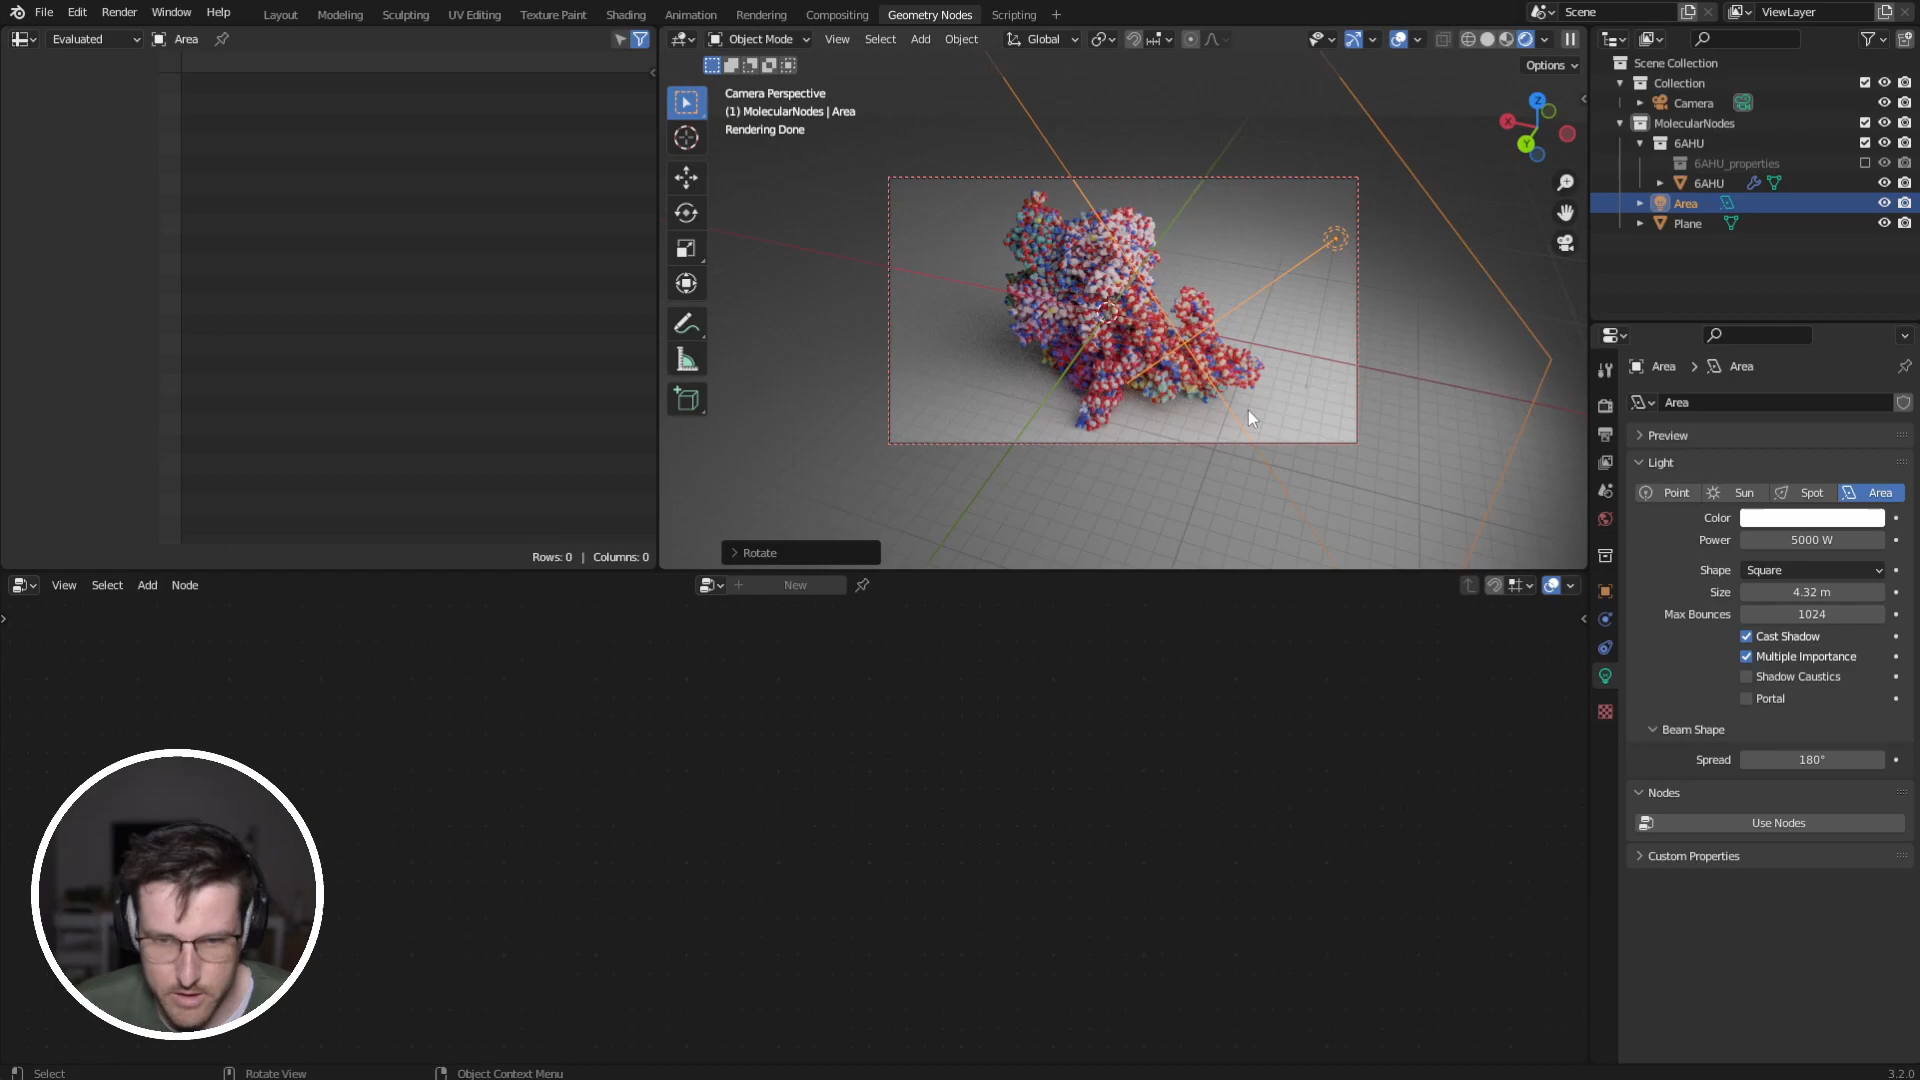 File Edit Render Window Help
Layout Modeling Sculpting UV Editing Texture Paint Shading Animation Rendering Compositing Geometry Nodes Scripting +
Scene ViewLayer
Evaluated Area
Object Mode View Select Add Object Global
Options
Camera Perspective
(1) MolecularNodes | Area
Rendering Done
Z
X
Y
Rotate
Rows: 0 | Columns: 0
Scene Collection
Collection
Camera
MolecularNodes
6AHU
6AHU_properties
6AHU
Area
Plane
Area > Area
Area
Preview
Light
Point Sun Spot Area
Color
Power 5000 W
Shape Square
Size 4.32 m
Max Bounces 1024
Cast Shadow
Multiple Importance
Shadow Caustics
Portal
Beam Shape
Spread 180°
Nodes
Use Nodes
Custom Properties
View Select Add Node
New
Select Rotate View Object Context Menu
3.2.0